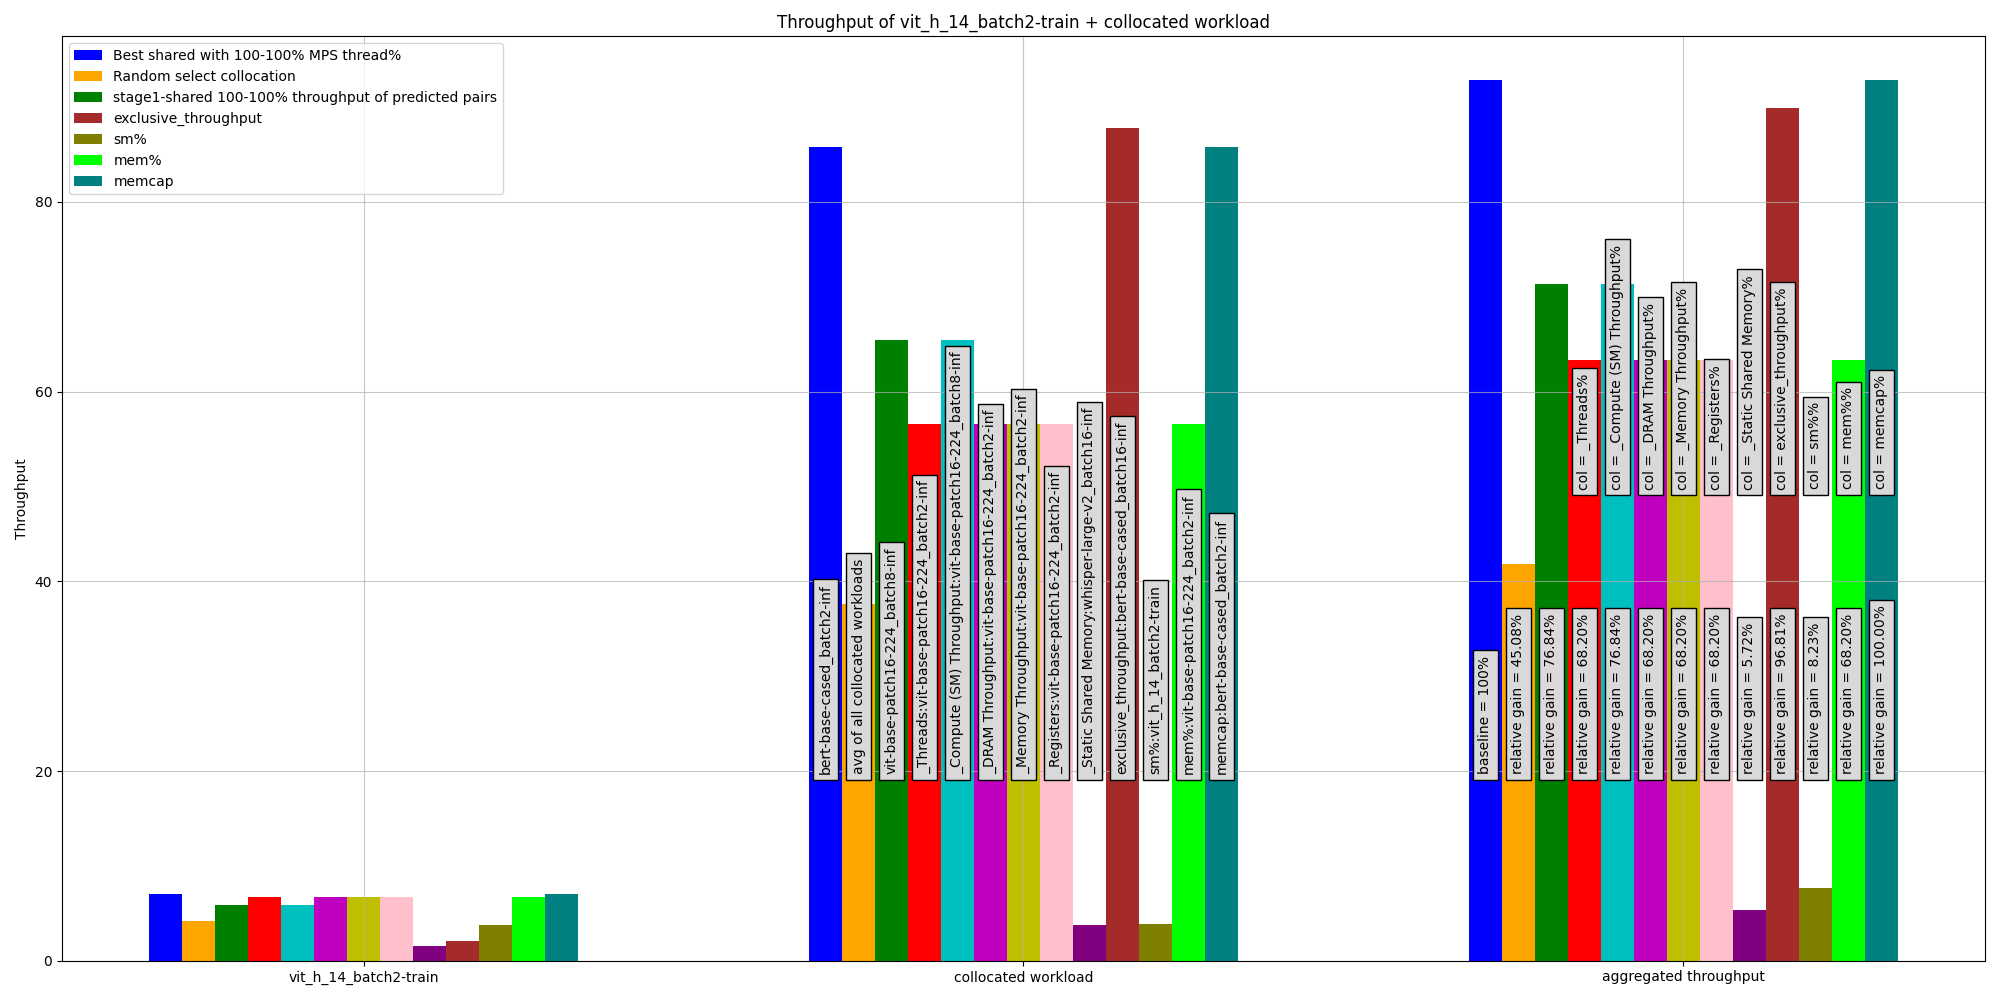 Throughput of vit_h_14_batch2-train + collocated workload
Best shared with 100-100% MPS thread%
Random select collocation
stage1-shared 100-100% throughput of predicted pairs
exclusive_throughput
sm%
mem%
memcap
Throughput
80
60
40
20
0
bert-base-cased_batch2-inf
avg of all collocated workloads
vit-base-patch16-224_batch8-inf
_Threads:vit-base-patch16-224_batch2-inf
_Compute (SM) Throughput:vit-base-patch16-224_batch8-inf
_DRAM Throughput:vit-base-patch16-224_batch2-inf
_Memory Throughput:vit-base-patch16-224_batch2-inf
_Registers:vit-base-patch16-224_batch2-inf
_Static Shared Memory:whisper-large-v2_batch16-inf
exclusive_throughput:bert-base-cased_batch16-inf
sm%:vit_h_14_batch2-train
mem%:vit-base-patch16-224_batch2-inf
memcap:bert-base-cased_batch2-inf
col = _Threads%
col = _Compute (SM) Throughput%
col = _DRAM Throughput%
col = _Memory Throughput%
col = _Registers%
col = _Static Shared Memory%
col = exclusive_throughput%
col = sm%%
col = mem%%
col = memcap%
baseline = 100%
relative gain = 45.08%
relative gain = 76.84%
relative gain = 68.20%
relative gain = 76.84%
relative gain = 68.20%
relative gain = 68.20%
relative gain = 68.20%
relative gain = 5.72%
relative gain = 96.81%
relative gain = 8.23%
relative gain = 68.20%
relative gain = 100.00%
vit_h_14_batch2-train
collocated workload
aggregated throughput